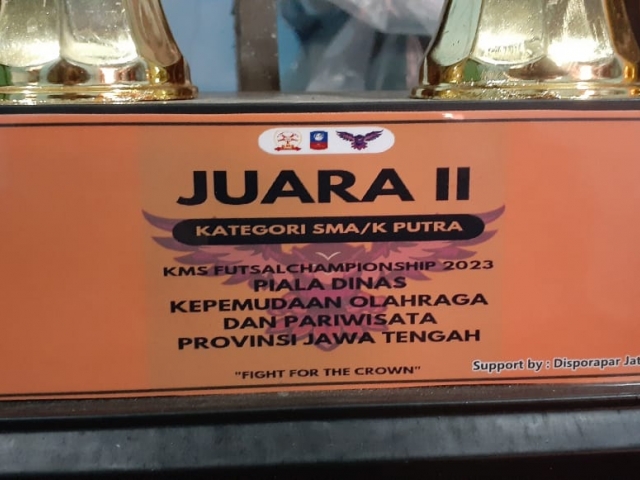 JUARA II
KATEGORI SMA/K PUTRA
KMS FUTSALCHAMPIONSHIP 2023
PIALA DINAS
KEPEMUDAAN OLAHRAGA
DAN PARIWISATA
PROVINSI JAWA TENGAH
Support by : Disporapar Jat
"FIGHT FOR THE CROWN"